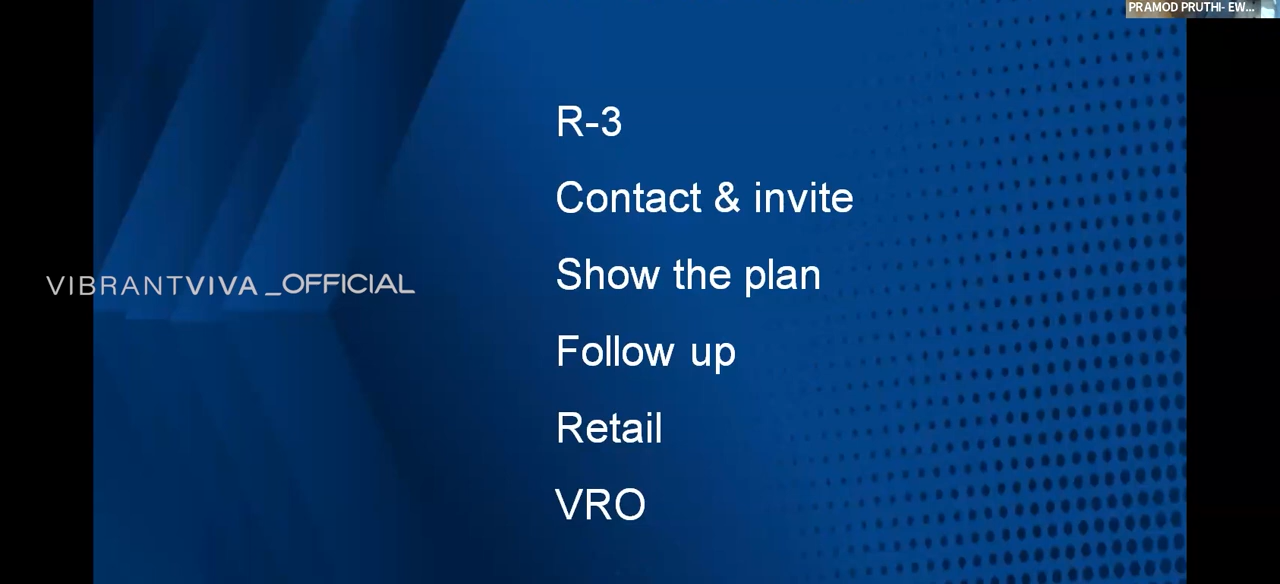 PRAMOD PRUTHI- EW...
R-3
Contact & invite
Show the plan
VIBRANTVIVA _OFFICIAL
Follow up
Retail
VRO